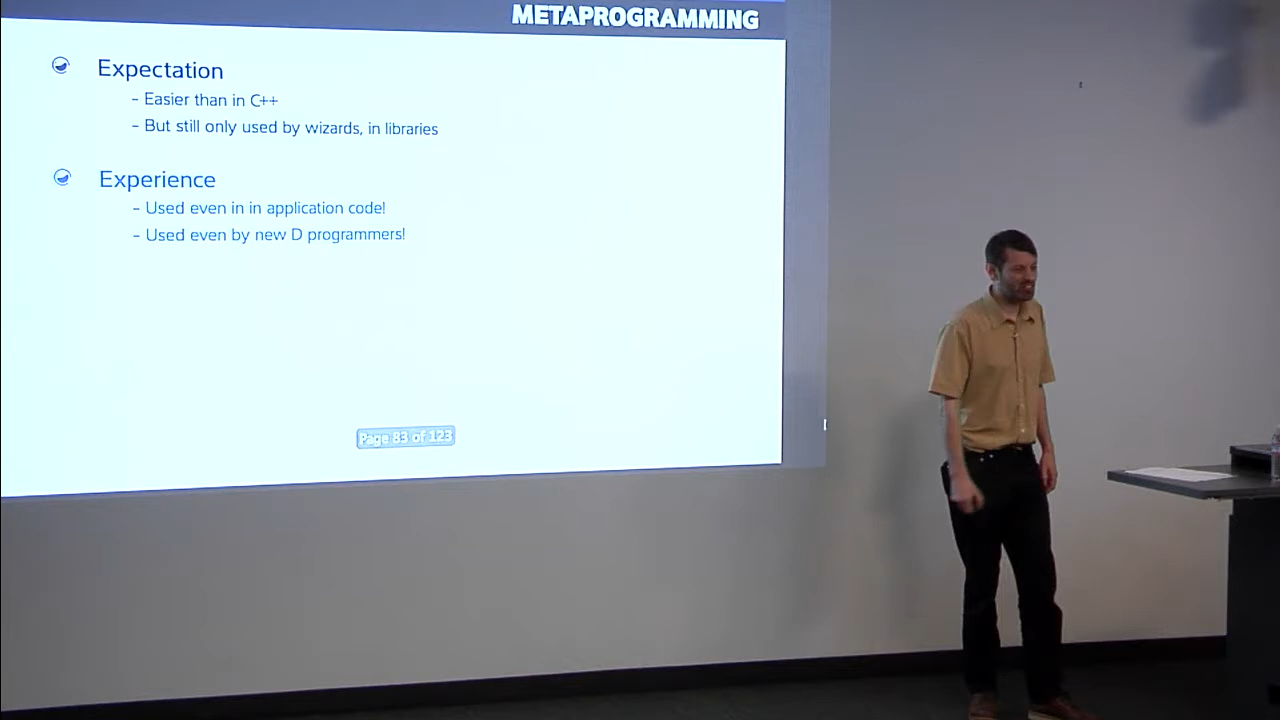 METAPROGRAMMING
Expectation
- Easier than in C++
- But still only used by wizards, in libraries
Experience
- Used even in in application code!
- Used even by new D programmers!
Page 83 of 123